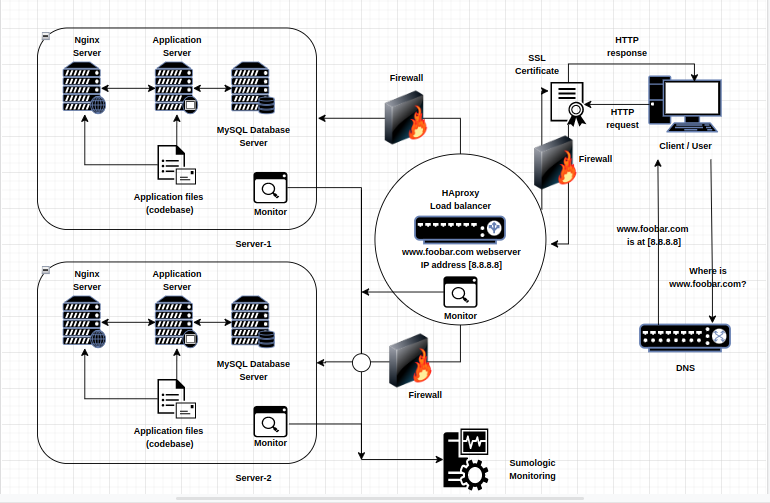 Nginx
Server
Application
Server
MySQL Database
Server
Application files
(codebase)
Monitor
Server-1
Nginx
Server
Application
Server
MySQL Database
Server
Application files
(codebase)
Monitor
Server-2
Firewall
HAproxy
Load balancer
www.foobar.com webserver
IP address [8.8.8.8]
Monitor
Firewall
Sumologic
Monitoring
SSL
Certificate
Firewall
HTTP
response
HTTP
request
Client / User
www.foobar.com
is at [8.8.8.8]
Where is
www.foobar.com?
DNS